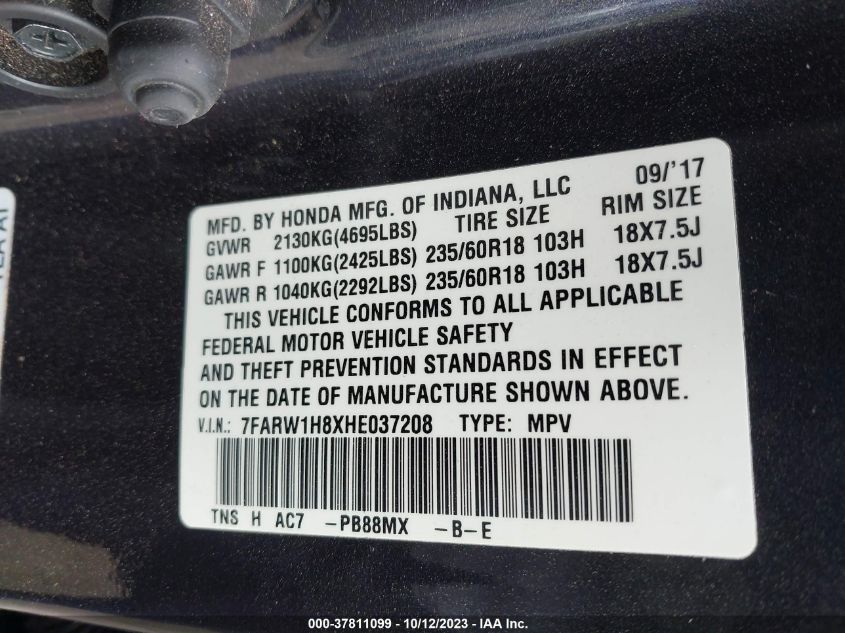 MFD. BY HONDA MFG. OF INDIANA, LLC 09/'17
GVWR 2130KG(4695LBS) TIRE SIZE RIM SIZE
GAWR F 1100KG(2425LBS) 235/60R18 103H 18X7.5J
GAWR R 1040KG(2292LBS) 235/60R18 103H 18X7.5J
THIS VEHICLE CONFORMS TO ALL APPLICABLE
FEDERAL MOTOR VEHICLE SAFETY
AND THEFT PREVENTION STANDARDS IN EFFECT
ON THE DATE OF MANUFACTURE SHOWN ABOVE.
V.I.N.: 7FARW1H8XHE037208 TYPE: MPV
TNS H AC7 -PB88MX -B-E
000-37811099 - 10/12/2023 - IAA Inc.